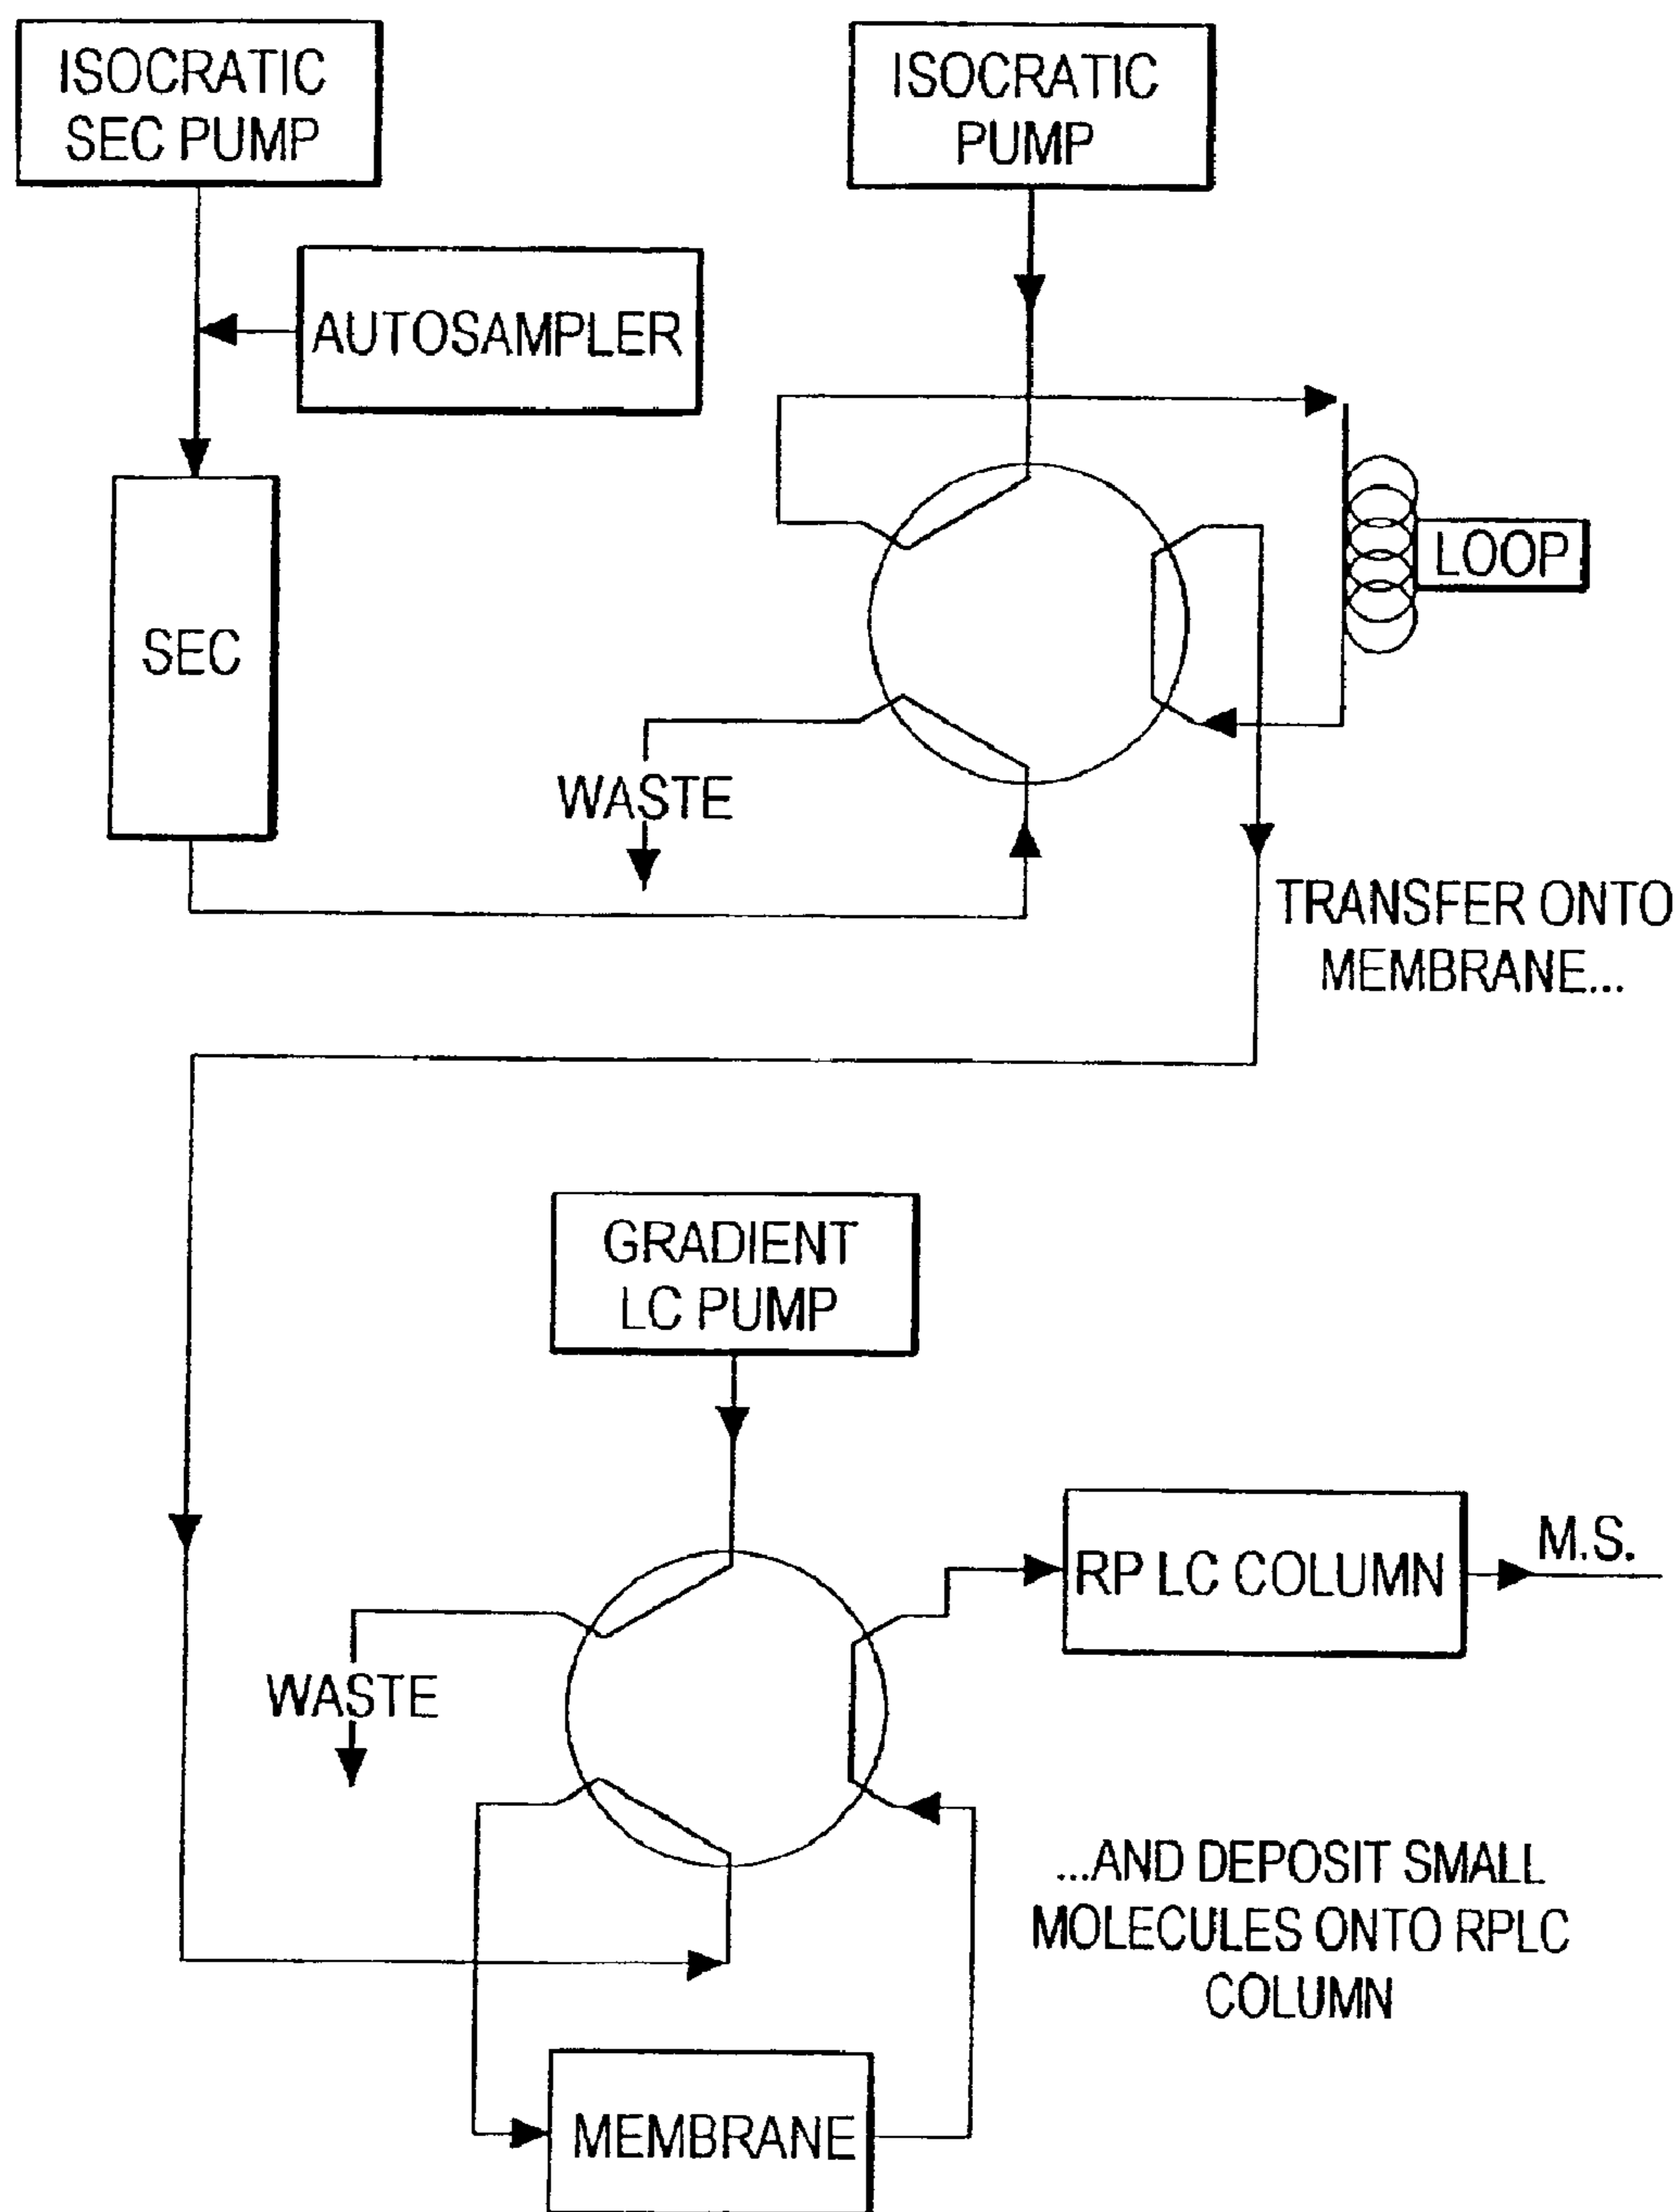 ISOCRATIC
SEC PUMP
ISOCRATIC
PUMP
AUTOSAMPLER
LOOP
SEC
WASTE
TRANSFER ONTO
MEMBRANE...
GRADIENT
LC PUMP
RP LC COLUMN
M.S.
WASTE
...AND DEPOSIT SMALL
MOLECULES ONTO RPLC
COLUMN
MEMBRANE